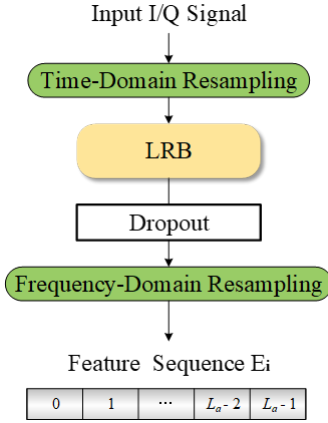 Input I/Q Signal
Time-Domain Resampling
LRB
Dropout
Frequency-Domain Resampling
Feature Sequence Ei
0 1 ... La - 2 La - 1